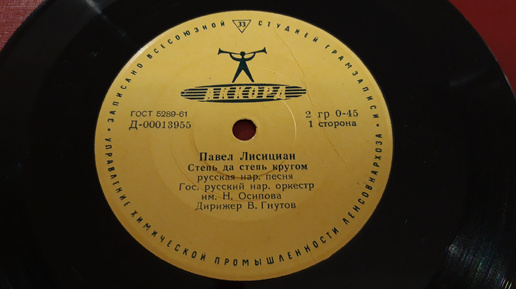 ЗАПИСАНО ВСЕСОЮЗНОЙ СТУДИЕЙ ГРАМЗАПИСИ
33
АККОРД
ГОСТ 5289-61
Д-00013955
2 гр 0-45
1 сторона
Павел Лисициан
Степь да степь кругом
русская нар. песня
Гос. русский нар. оркестр
им. Н. Осипова
Дирижер В. Гнутов
УПРАВЛЕНИЕ ХИМИЧЕСКОЙ ПРОМЫШЛЕННОСТИ ЛЕНСОВНАРХОЗА